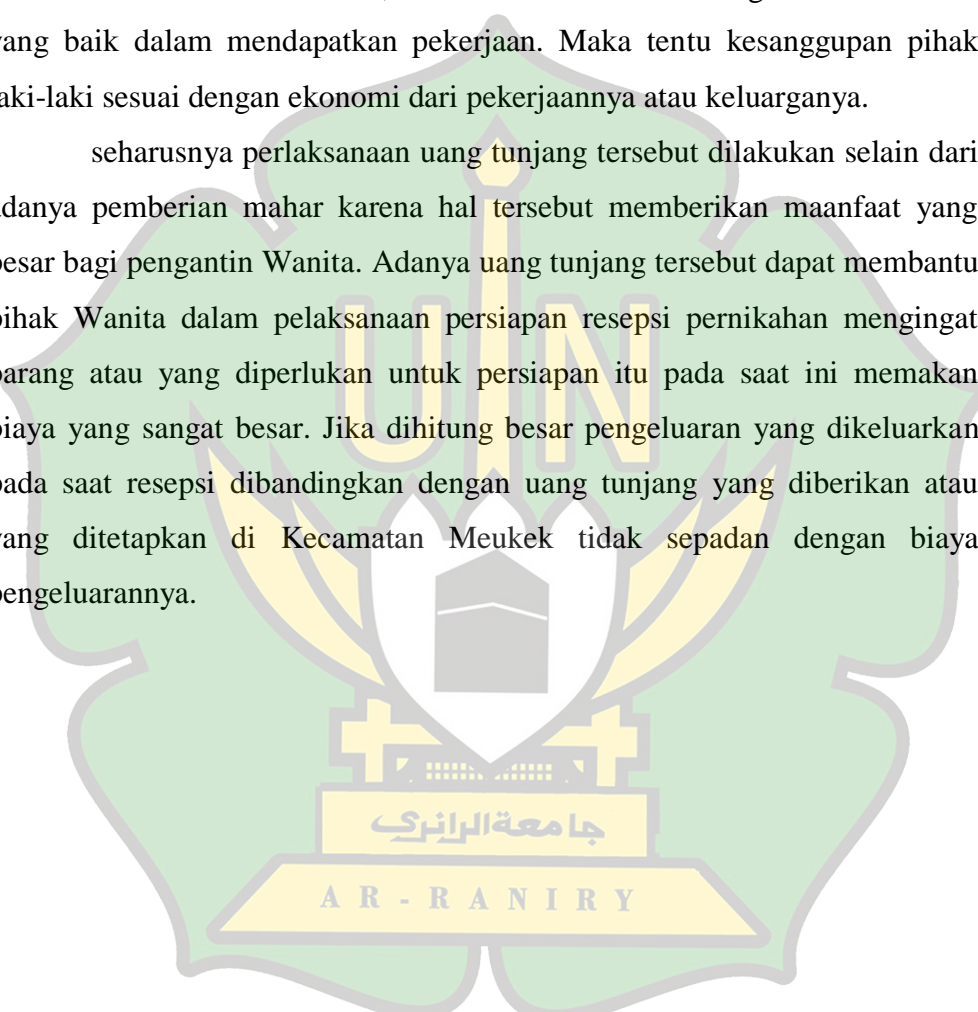 yang baik dalam mendapatkan pekerjaan. Maka tentu kesanggupan pihak
laki-laki sesuai dengan ekonomi dari pekerjaannya atau keluarganya.
seharusnya perlaksanaan uang tunjang tersebut dilakukan selain dari
adanya pemberian mahar karena hal tersebut memberikan maanfaat yang
besar bagi pengantin Wanita. Adanya uang tunjang tersebut dapat membantu
pihak Wanita dalam pelaksanaan persiapan resepsi pernikahan mengingat
barang atau yang diperlukan untuk persiapan itu pada saat ini memakan
biaya yang sangat besar. Jika dihitung besar pengeluaran yang dikeluarkan
pada saat resepsi dibandingkan dengan uang tunjang yang diberikan atau
yang ditetapkan di Kecamatan Meukek tidak sepadan dengan biaya
pengeluarannya.
UIN
جامعةالرانري
AR-RANIRY